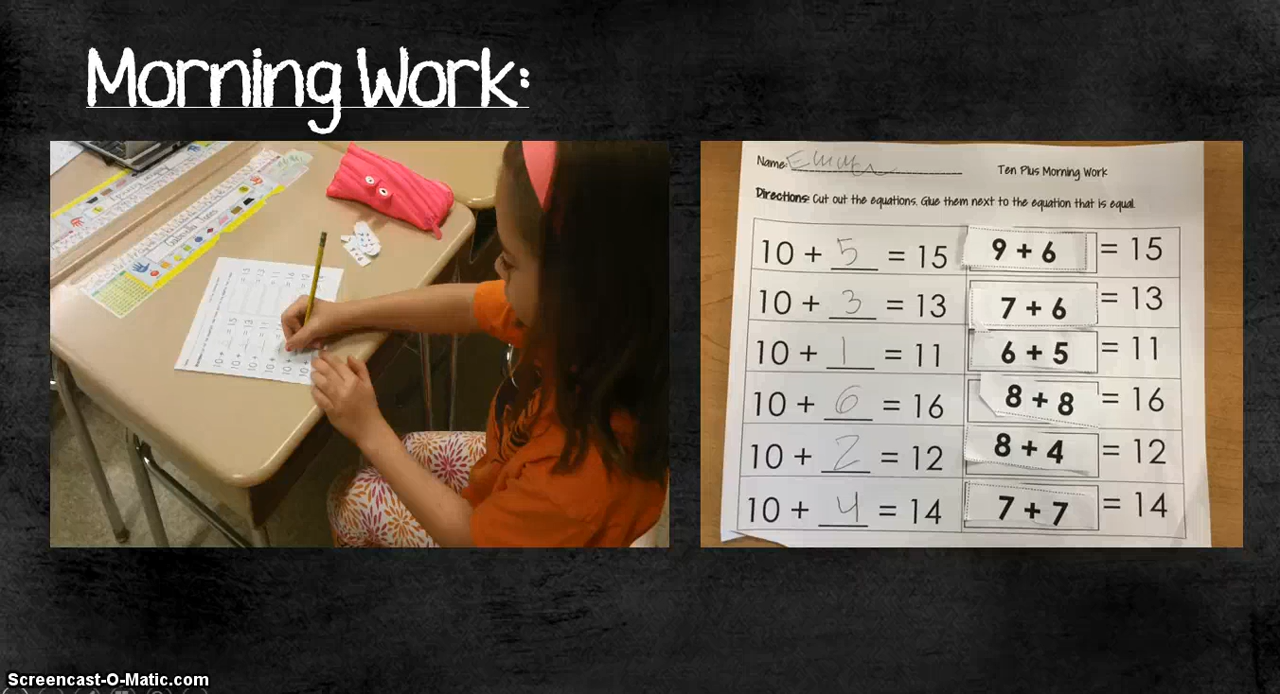 Morning Work:
Name: Emma
Ten Plus Morning Work
Directions: Cut out the equations. Glue them next to the equation that is equal.
10 + 5 = 15 9 + 6 = 15
10 + 3 = 13 7 + 6 = 13
10 + 1 = 11 6 + 5 = 11
10 + 6 = 16 8 + 8 = 16
10 + 2 = 12 8 + 4 = 12
10 + 4 = 14 7 + 7 = 14
Screencast-O-Matic.com